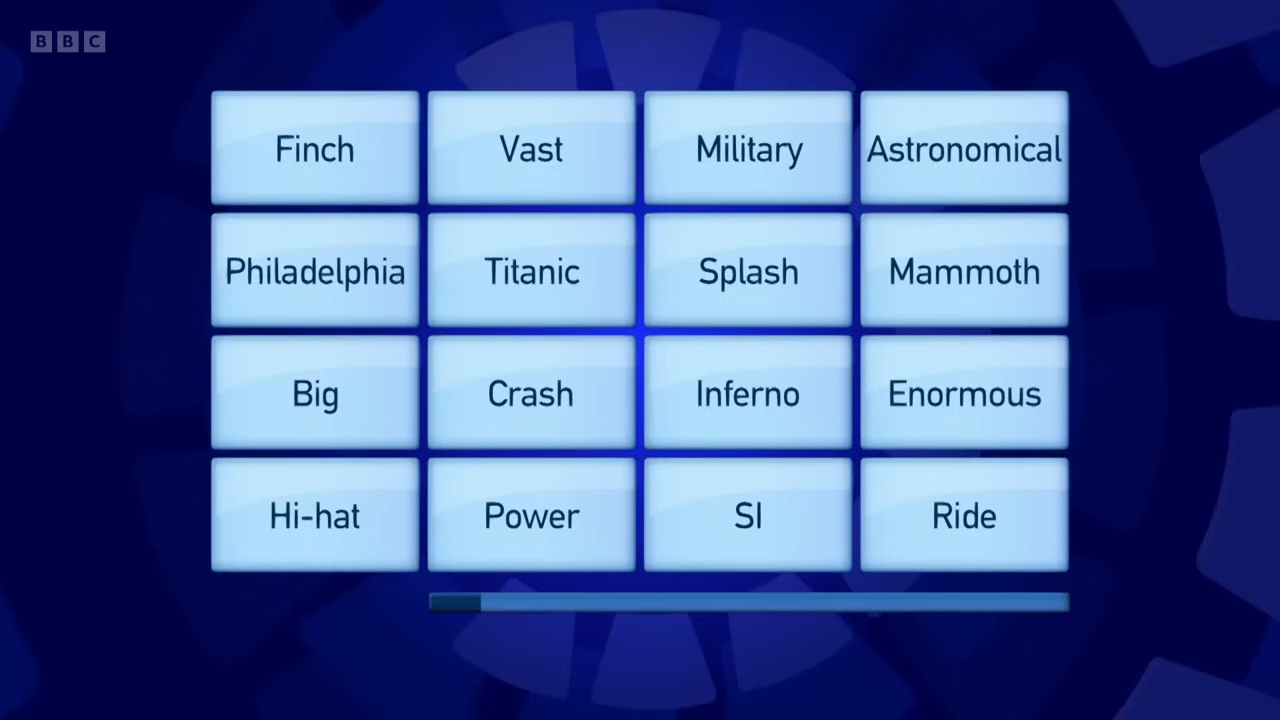 BBC
Finch
Vast
Military
Astronomical
Philadelphia
Titanic
Splash
Mammoth
Big
Crash
Inferno
Enormous
Hi-hat
Power
SI
Ride